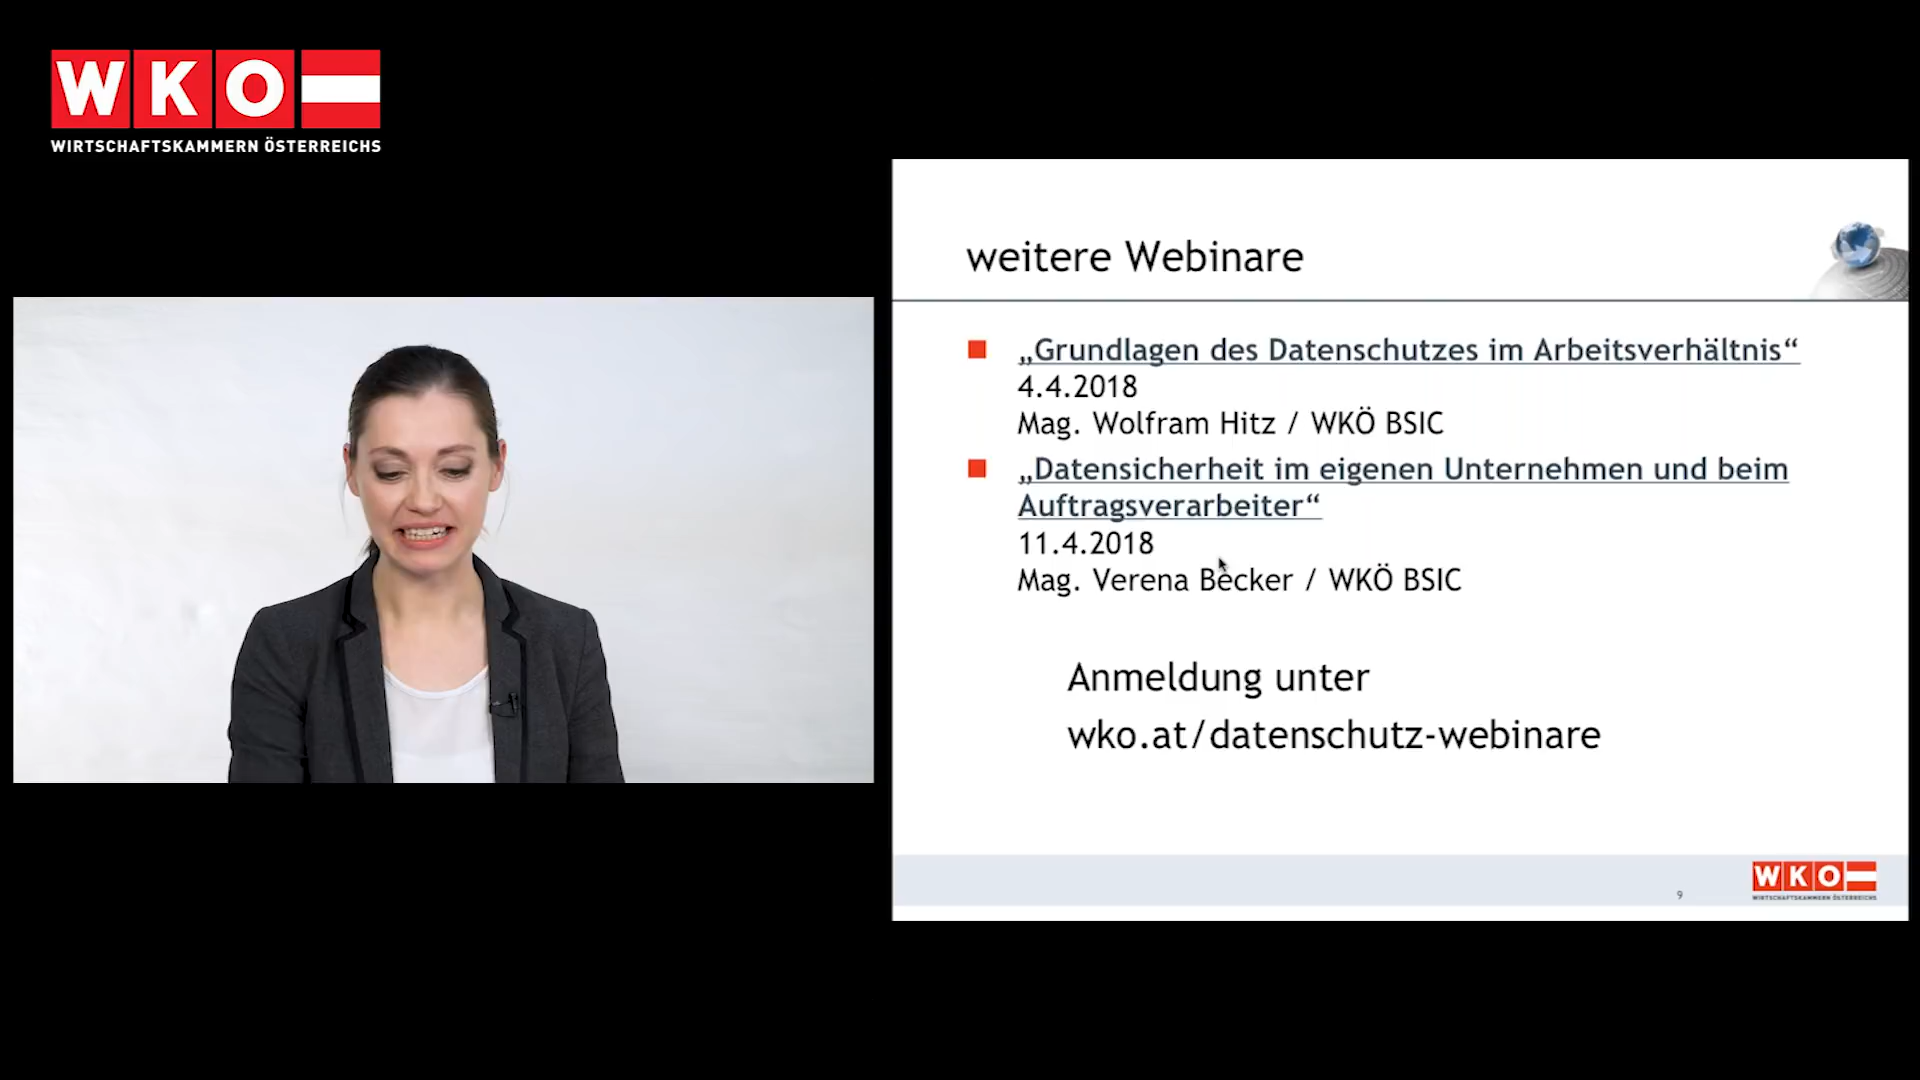 WKO
WIRTSCHAFTSKAMMERN ÖSTERREICHS
weitere Webinare
„Grundlagen des Datenschutzes im Arbeitsverhältnis“
4.4.2018
Mag. Wolfram Hitz / WKÖ BSIC
„Datensicherheit im eigenen Unternehmen und beim
Auftragsverarbeiter“
11.4.2018
Mag. Verena Becker / WKÖ BSIC
Anmeldung unter
wko.at/datenschutz-webinare
9
WKO
WIRTSCHAFTSKAMMERN ÖSTERREICHS